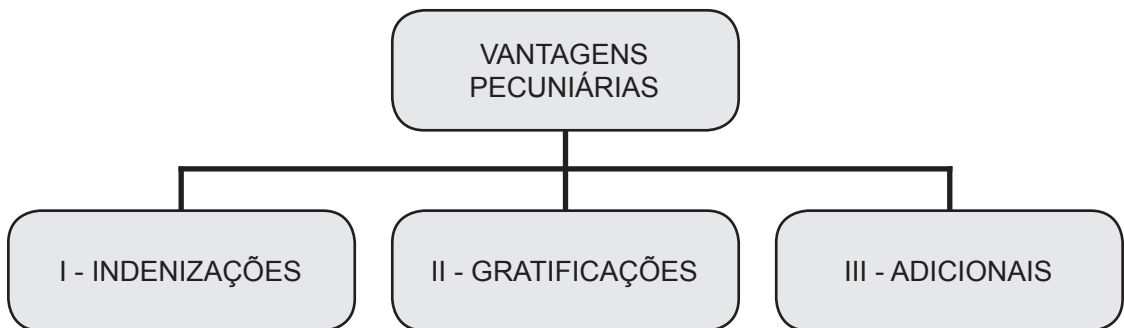 VANTAGENS
PECUNIÁRIAS
I - INDENIZAÇÕES
II - GRATIFICAÇÕES
III - ADICIONAIS